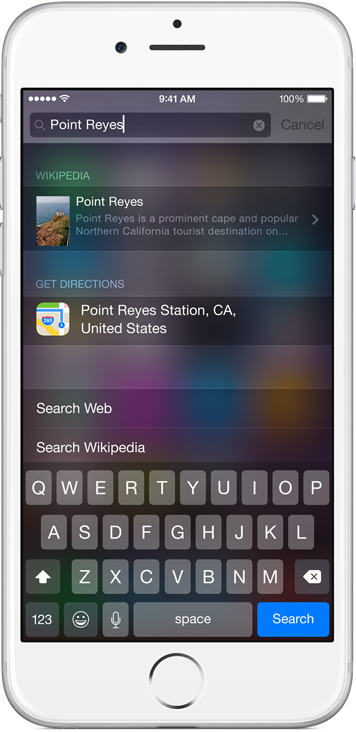 9:41 AM 100%
Point Reyes Cancel
WIKIPEDIA
Point Reyes
Point Reyes is a prominent cape and popular
Northern California tourist destination on...
GET DIRECTIONS
280
Point Reyes Station, CA,
United States
Search Web
Search Wikipedia
Q W E R T Y U I O P
A S D F G H J K L
Z X C V B N M
123 space Search